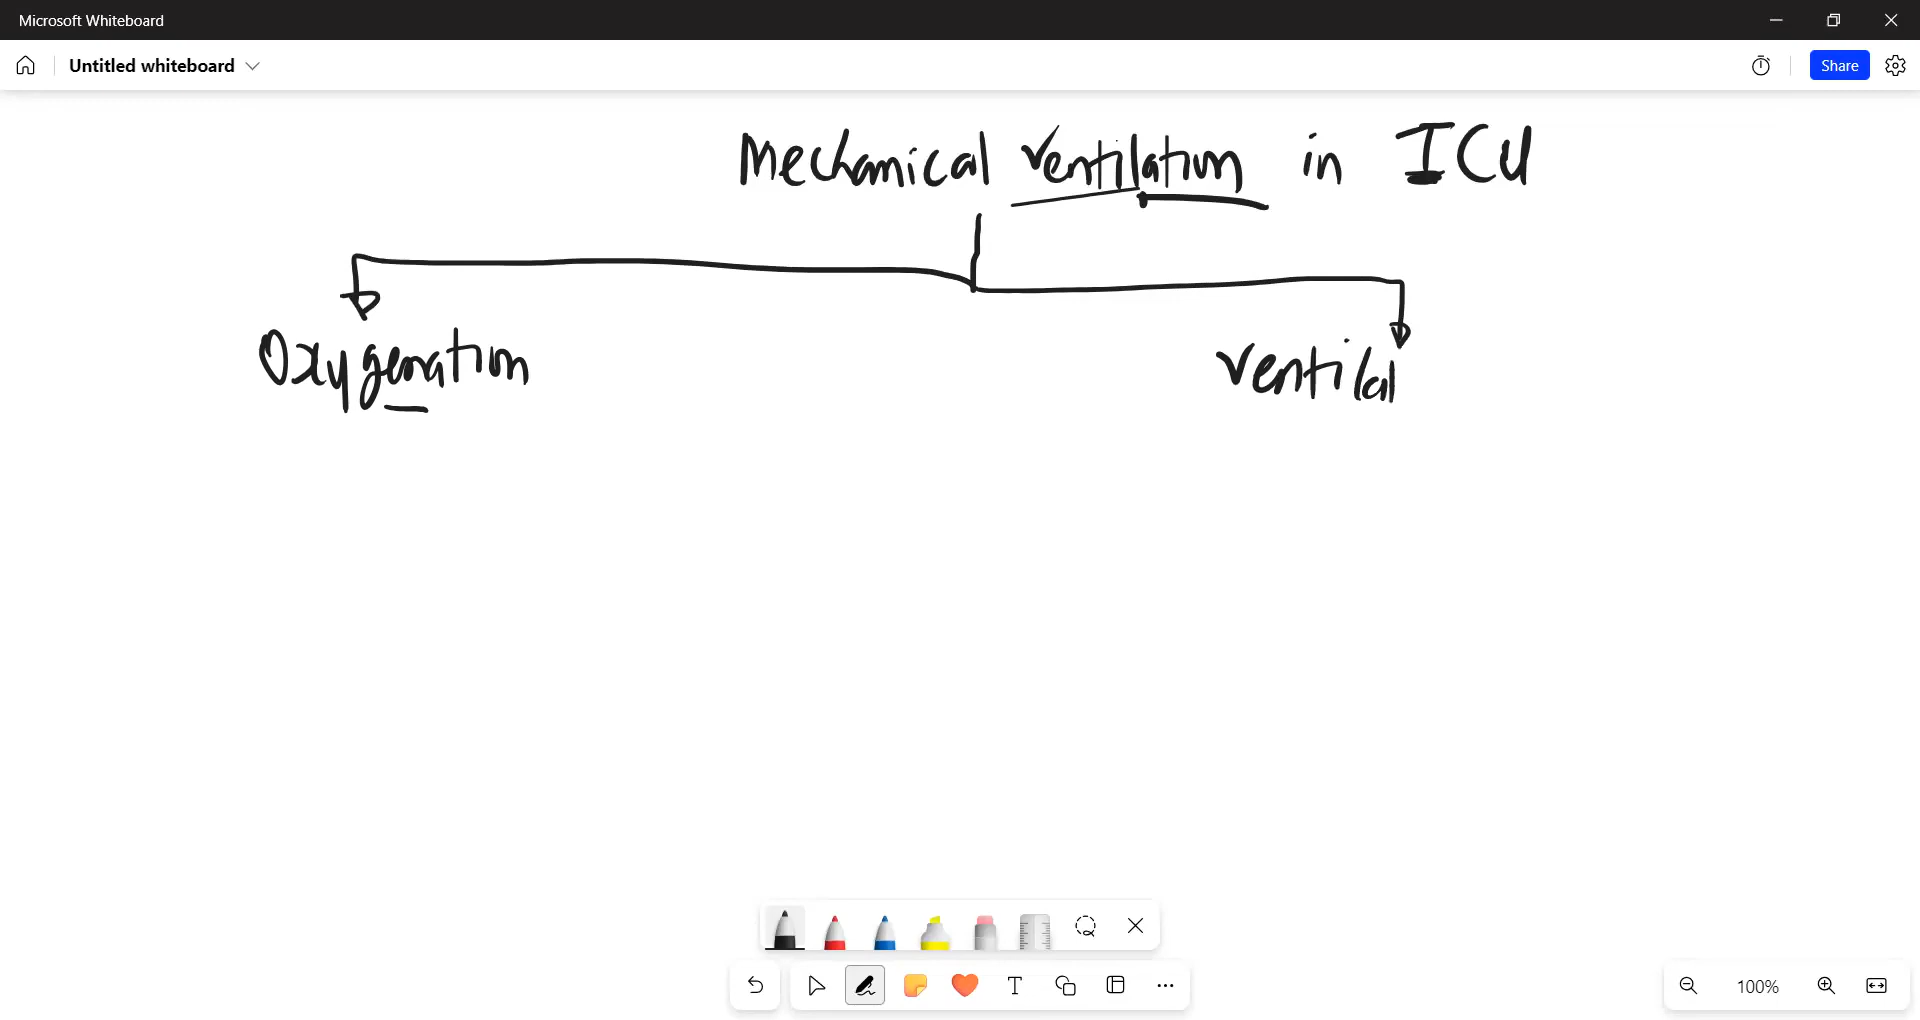 Microsoft Whiteboard
Untitled whiteboard
Share
Mechanical ventilation in ICU
Oxygenation
ventilat
100%